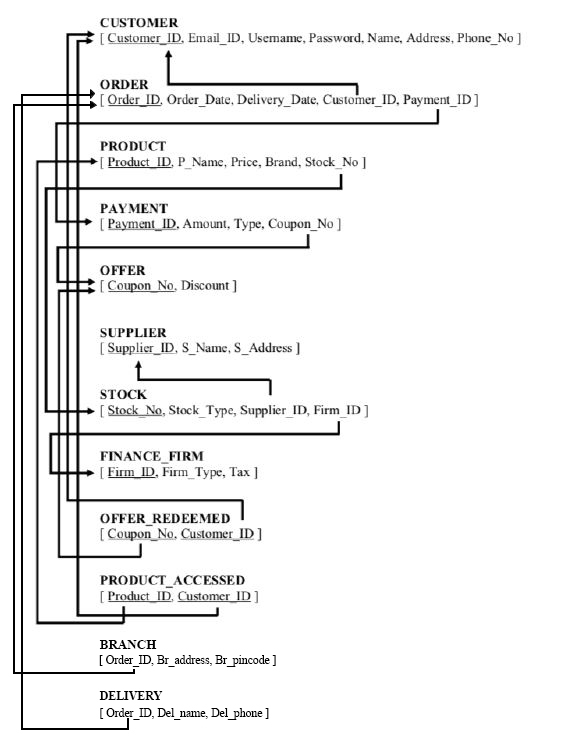 CUSTOMER
[ Customer_ID, Email_ID, Username, Password, Name, Address, Phone_No ]
ORDER
[ Order_ID, Order_Date, Delivery_Date, Customer_ID, Payment_ID ]
PRODUCT
[ Product_ID, P_Name, Price, Brand, Stock_No ]
PAYMENT
[ Payment_ID, Amount, Type, Coupon_No ]
OFFER
[ Coupon_No, Discount ]
SUPPLIER
[ Supplier_ID, S_Name, S_Address ]
STOCK
[ Stock_No, Stock_Type, Supplier_ID, Firm_ID ]
FINANCE_FIRM
[ Firm_ID, Firm_Type, Tax ]
OFFER_REDEEMED
[ Coupon_No, Customer_ID ]
PRODUCT_ACCESSED
[ Product_ID, Customer_ID ]
BRANCH
[ Order_ID, Br_address, Br_pincode ]
DELIVERY
[ Order_ID, Del_name, Del_phone ]